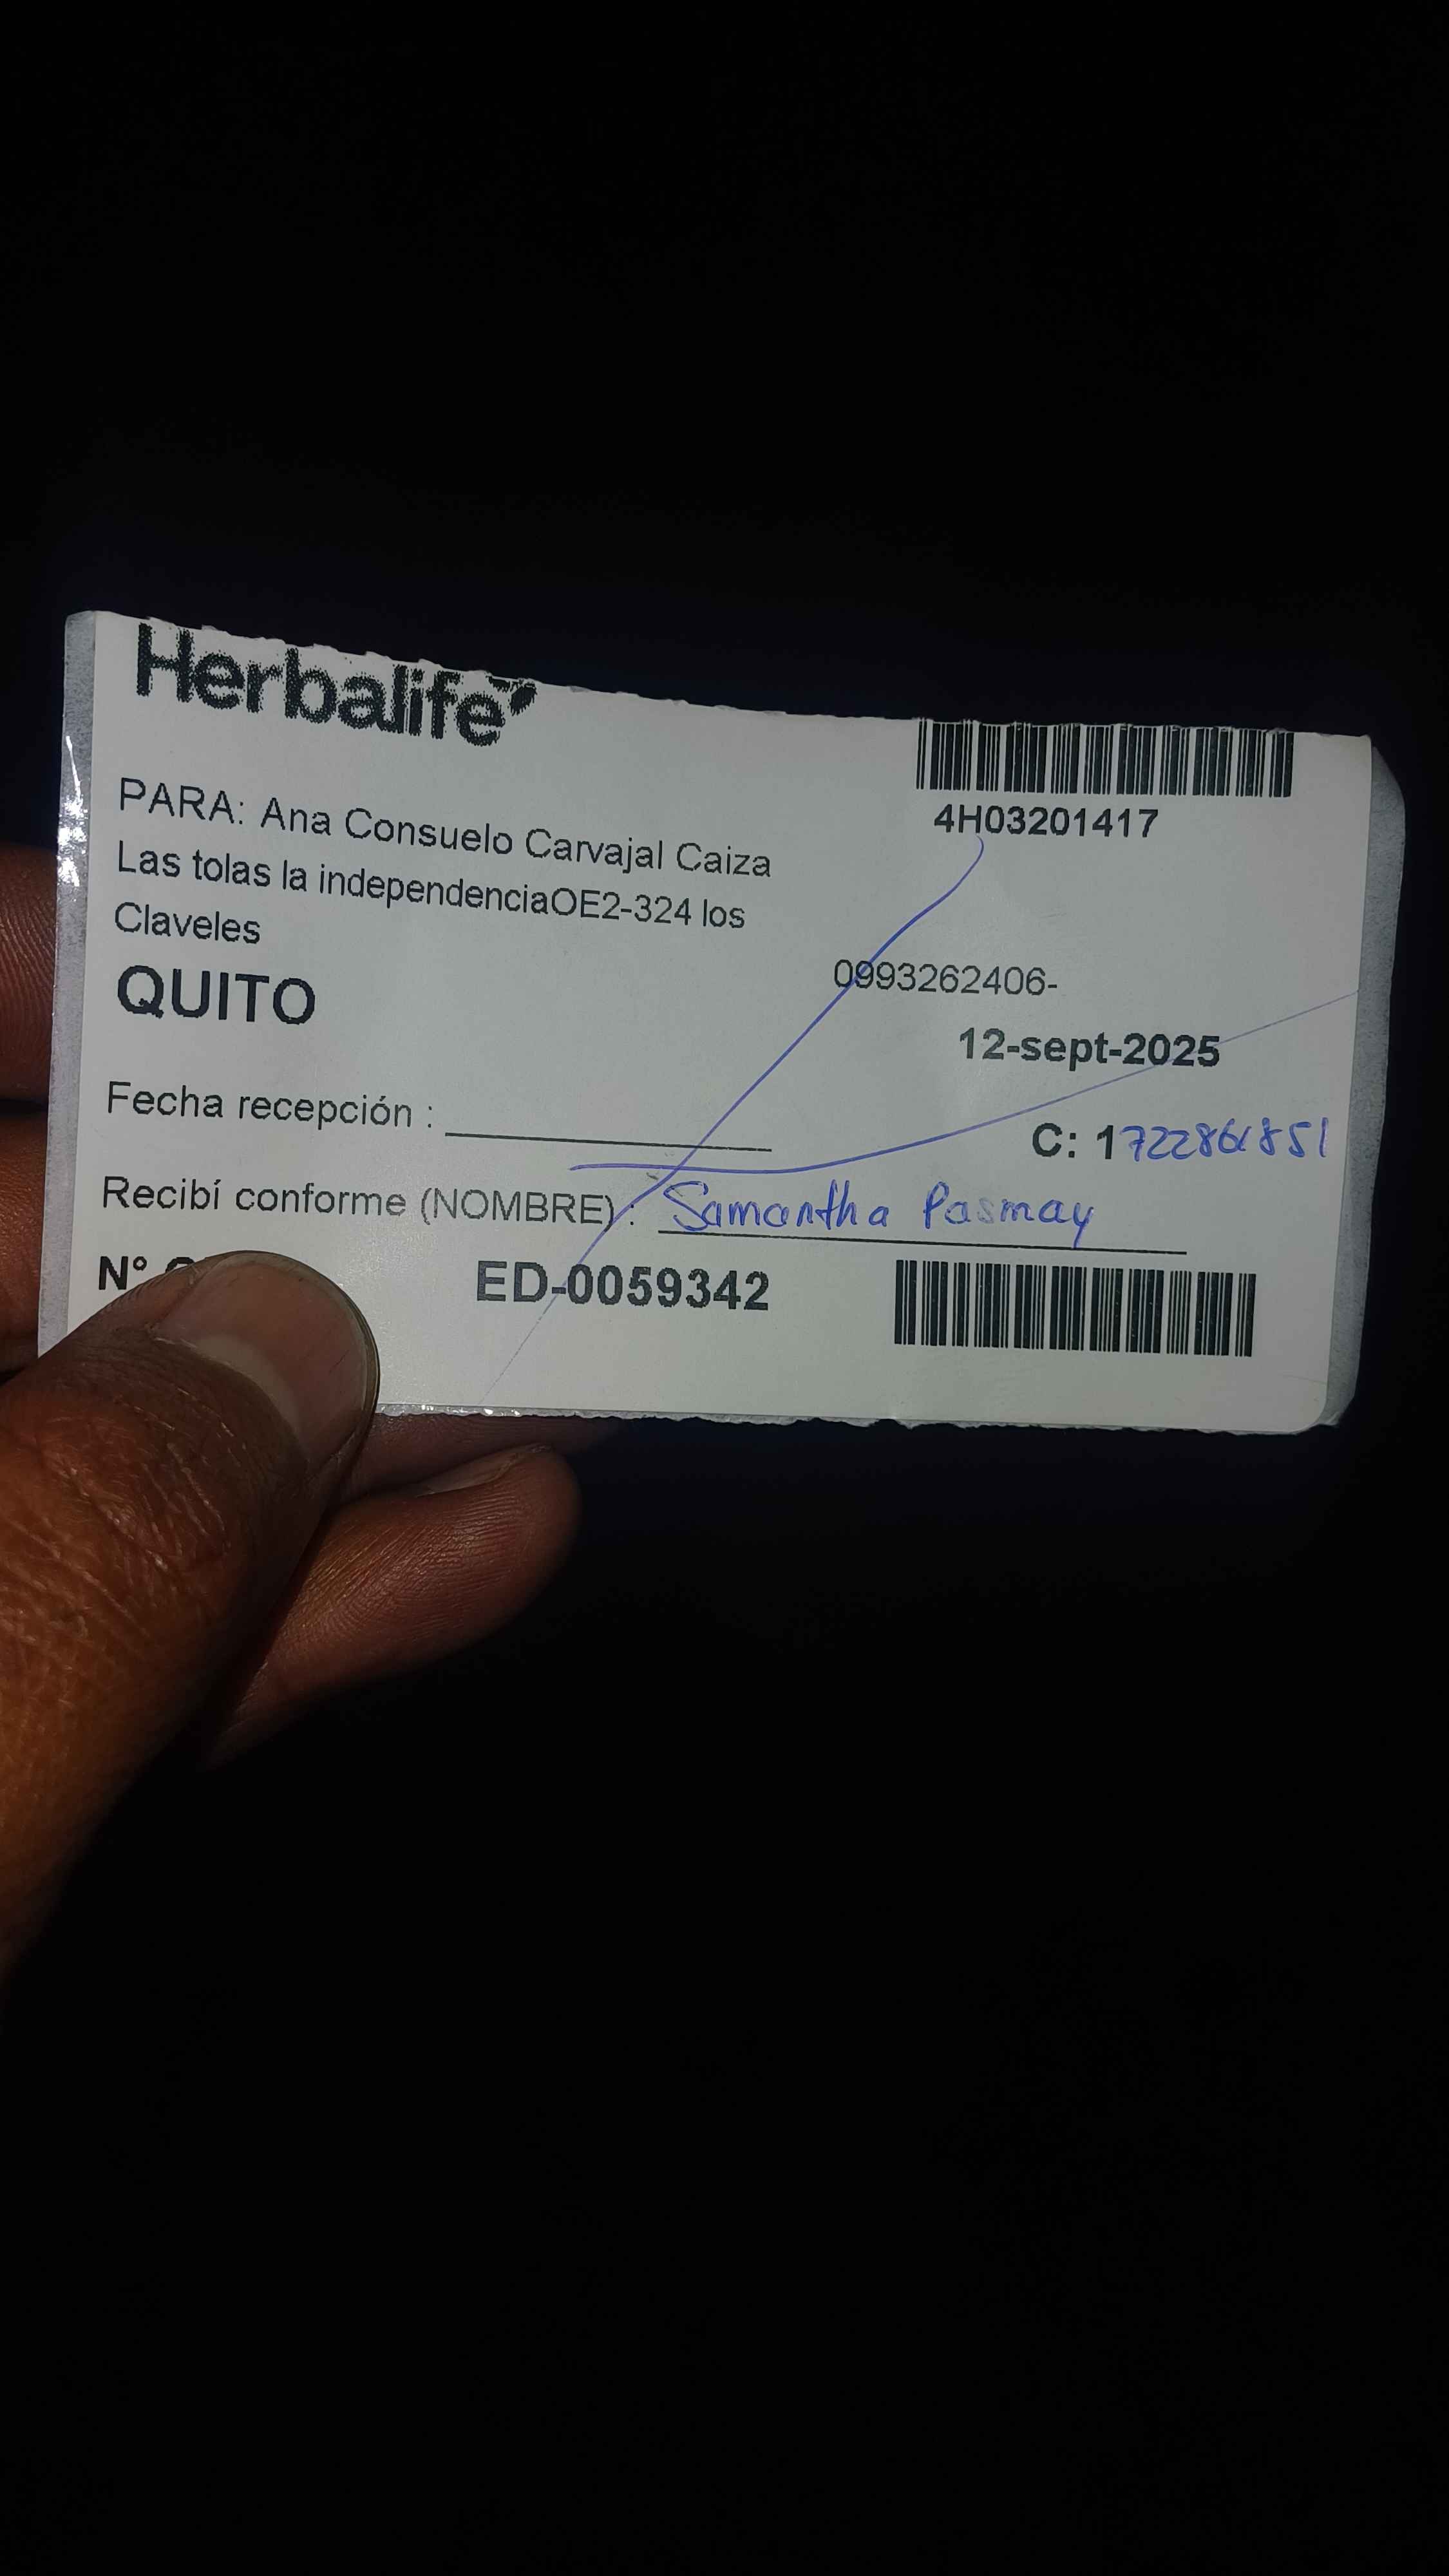 Herbalife
4H03201417
PARA: Ana Consuelo Carvajal Caiza
Las tolas la independenciaOE2-324 los
Claveles
QUITO
0993262406-
12-sept-2025
Fecha recepción :
C: 1722861851
Recibí conforme (NOMBRE) : Samantha Pasmay
N°
ED-0059342